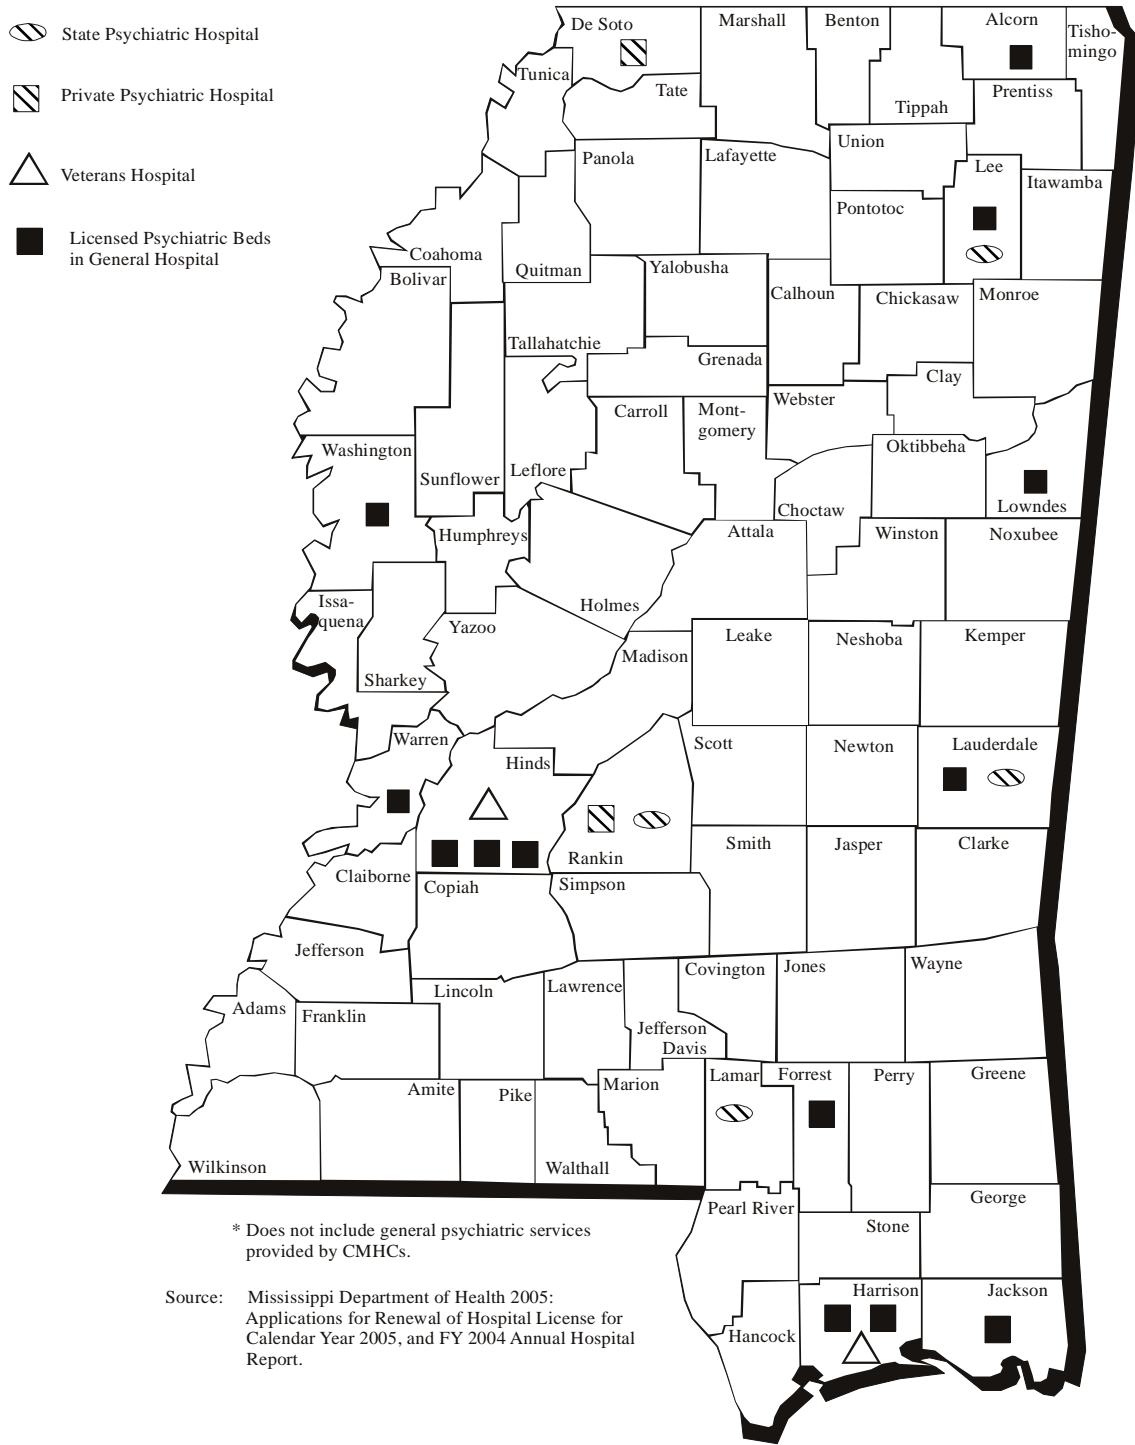 State Psychiatric Hospital
Private Psychiatric Hospital
Veterans Hospital
Licensed Psychiatric Beds
in General Hospital
De Soto
Marshall
Benton
Alcorn
Tisho-
mingo
Tunica
Tate
Tippah
Prentiss
Panola
Lafayette
Union
Lee
Itawamba
Pontotoc
Coahoma
Quitman
Yalobusha
Bolivar
Calhoun
Chickasaw
Monroe
Tallahatchie
Grenada
Clay
Webster
Carroll
Mont-
gomery
Washington
Sunflower
Leflore
Oktibbeha
Lowndes
Choctaw
Humphreys
Attala
Winston
Noxubee
Issa-
quena
Holmes
Yazoo
Leake
Neshoba
Kemper
Madison
Sharkey
Warren
Hinds
Scott
Newton
Lauderdale
Rankin
Smith
Jasper
Clarke
Claiborne
Copiah
Simpson
Jefferson
Covington
Jones
Wayne
Adams
Franklin
Lincoln
Lawrence
Jefferson
Davis
Amite
Pike
Marion
Lamar
Forrest
Perry
Greene
Wilkinson
Walthall
Pearl River
George
Stone
Harrison
Jackson
Hancock
* Does not include general psychiatric services
provided by CMHCs.
Source: Mississippi Department of Health 2005:
Applications for Renewal of Hospital License for
Calendar Year 2005, and FY 2004 Annual Hospital
Report.